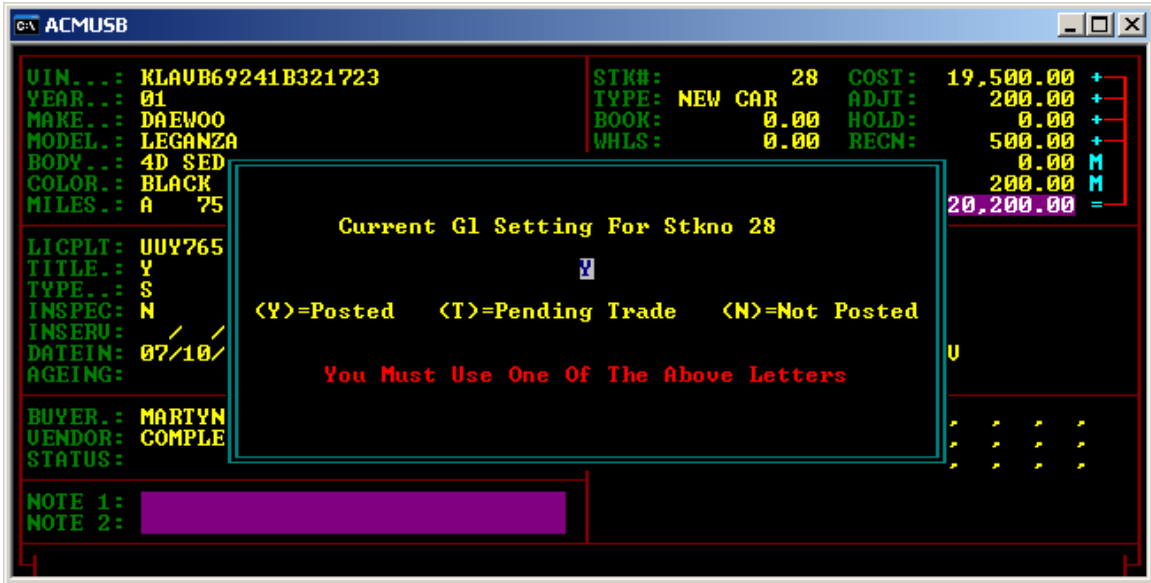 ACMUSB
VIN...: KLAVB69241B321723 STK#: 28 COST: 19,500.00 +
YEAR..: 01 TYPE: NEW CAR ADJT: 200.00 +
MAKE..: DAEWOO BOOK: 0.00 HOLD: 0.00 +
MODEL.: LEGANZA WHLS: 0.00 RECN: 500.00 +
BODY..: 4D SED 0.00 M
COLOR.: BLACK 200.00 M
MILES.: A 75 20,200.00 =
Current Gl Setting For Stkno 28
LICPLT: UUY765
TITLE.: Y
Y
TYPE..: S
INSPEC: N (Y)=Posted (T)=Pending Trade (N)=Not Posted
INSERV: / /
DATEIN: 07/10/ V
AGEING: You Must Use One Of The Above Letters
BUYER.: MARTYN , , , ,
VENDOR: COMPLE , , , ,
STATUS: , , , ,
NOTE 1:
NOTE 2: